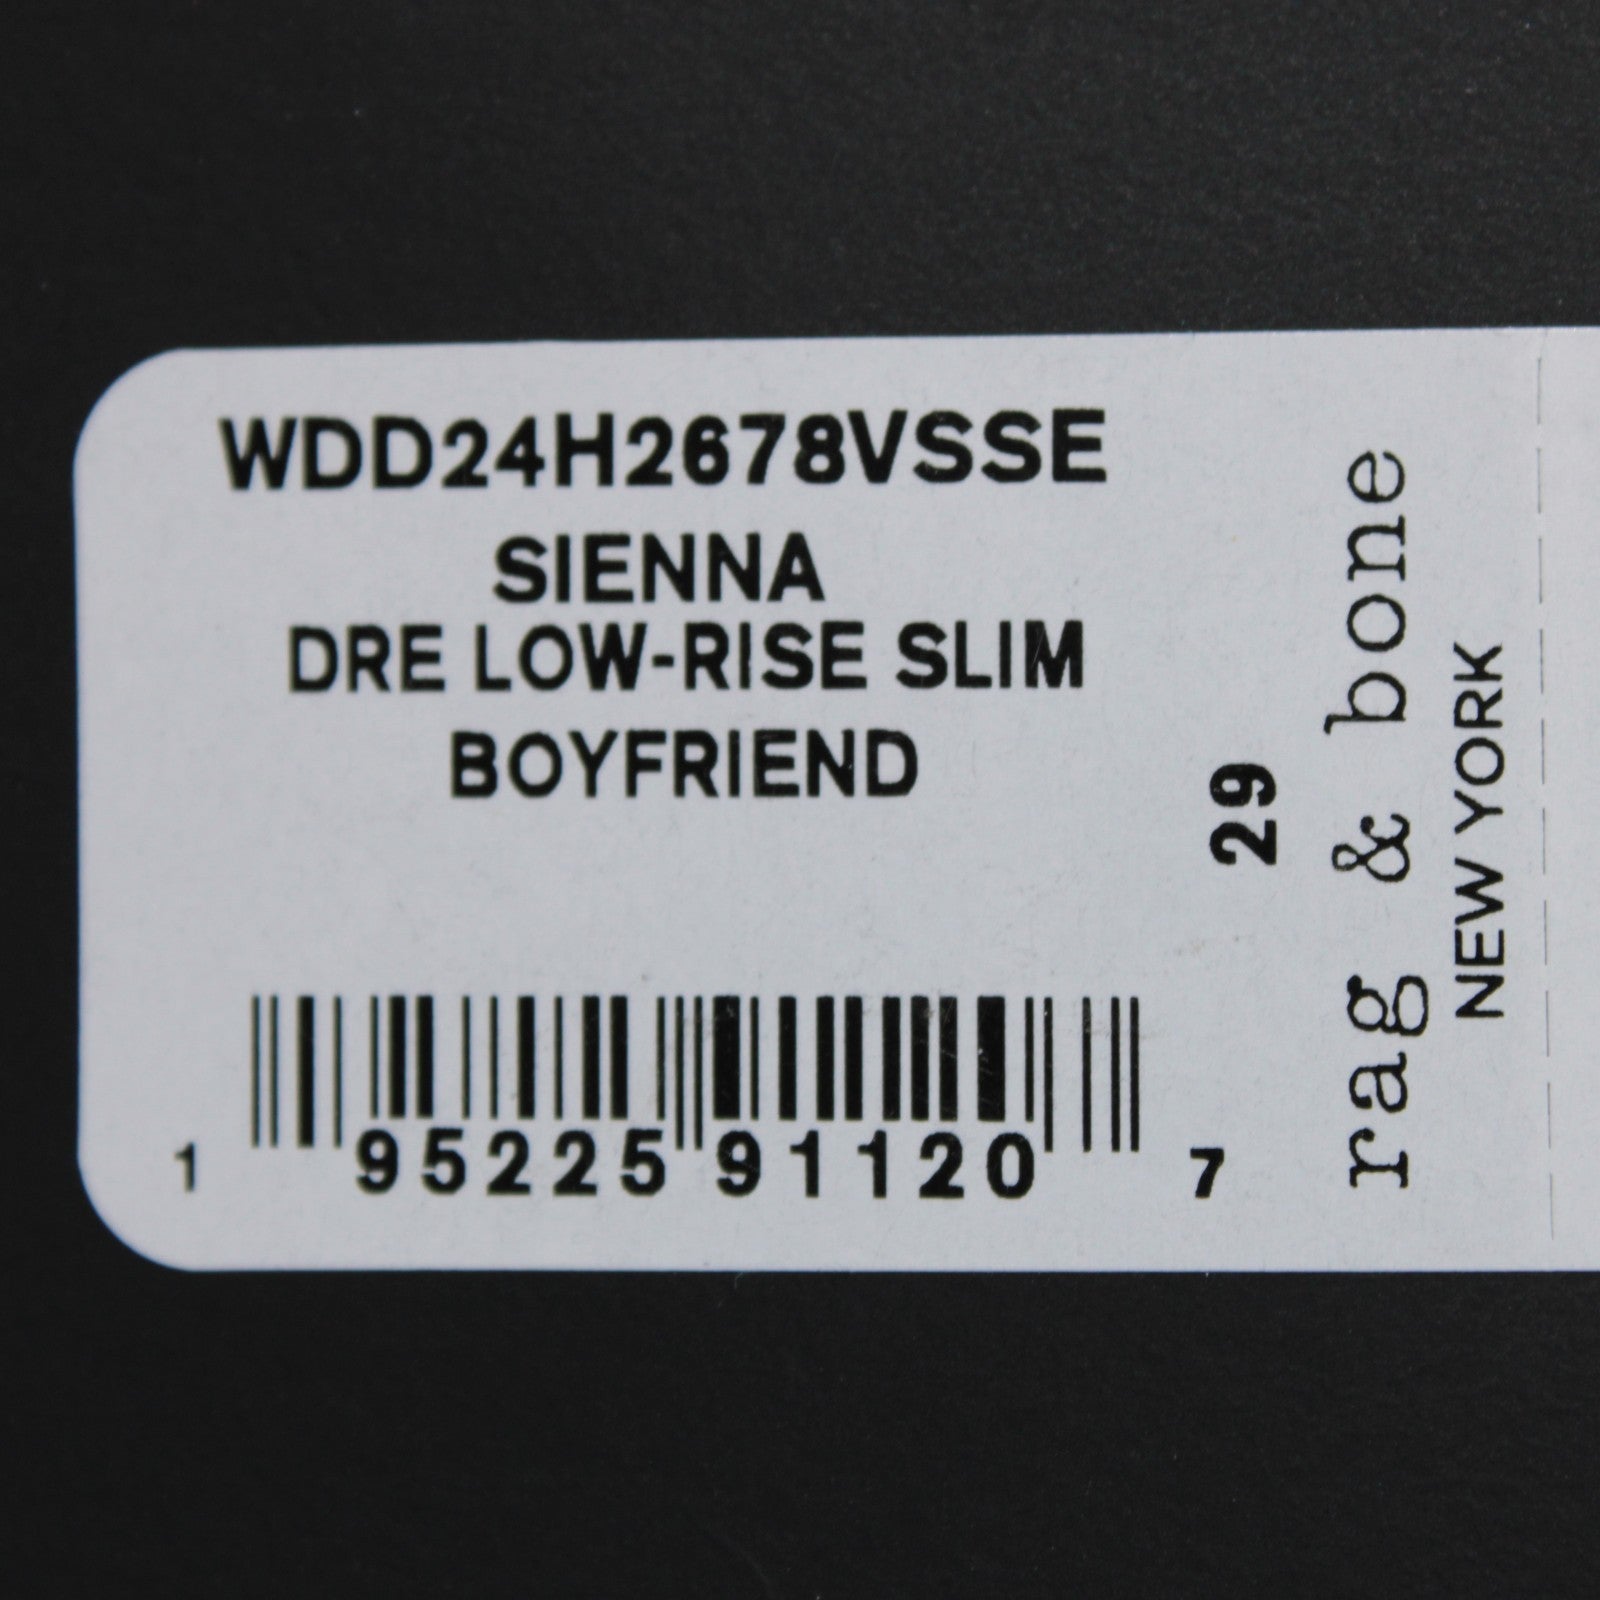 WDD24H2678VSSE
SIENNA
DRE LOW-RISE SLIM
BOYFRIEND
1 95225 91120 7
29
rag & bone
NEW YORK